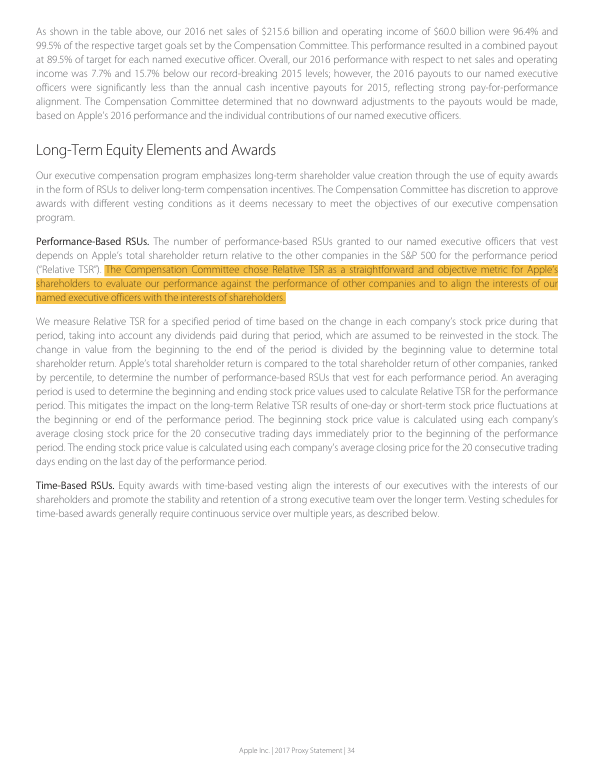 As shown in the table above, our 2016 net sales of $215.6 billion and operating income of $60.0 billion were 96.4% and
99.5% of the respective target goals set by the Compensation Committee. This performance resulted in a combined payout
at 89.5% of target for each named executive officer. Overall, our 2016 performance with respect to net sales and operating
income was 7.7% and 15.7% below our record-breaking 2015 levels; however, the 2016 payouts to our named executive
officers were significantly less than the annual cash incentive payouts for 2015, reflecting strong pay-for-performance
alignment. The Compensation Committee determined that no downward adjustments to the payouts would be made,
based on Apple's 2016 performance and the individual contributions of our named executive officers.
Long-Term Equity Elements and Awards
Our executive compensation program emphasizes long-term shareholder value creation through the use of equity awards
in the form of RSUs to deliver long-term compensation incentives. The Compensation Committee has discretion to approve
awards with different vesting conditions as it deems necessary to meet the objectives of our executive compensation
program.
Performance-Based RSUs. The number of performance-based RSUs granted to our named executive officers that vest
depends on Apple's total shareholder return relative to the other companies in the S&P 500 for the performance period
("Relative TSR"). The Compensation Committee chose Relative TSR as a straightforward and objective metric for Apple's
shareholders to evaluate our performance against the performance of other companies and to align the interests of our
named executive officers with the interests of shareholders.
We measure Relative TSR for a specified period of time based on the change in each company's stock price during that
period, taking into account any dividends paid during that period, which are assumed to be reinvested in the stock. The
change in value from the beginning to the end of the period is divided by the beginning value to determine total
shareholder return. Apple's total shareholder return is compared to the total shareholder return of other companies, ranked
by percentile, to determine the number of performance-based RSUs that vest for each performance period. An averaging
period is used to determine the beginning and ending stock price values used to calculate Relative TSR for the performance
period. This mitigates the impact on the long-term Relative TSR results of one-day or short-term stock price fluctuations at
the beginning or end of the performance period. The beginning stock price value is calculated using each company's
average closing stock price for the 20 consecutive trading days immediately prior to the beginning of the performance
period. The ending stock price value is calculated using each company's average closing price for the 20 consecutive trading
days ending on the last day of the performance period.
Time-Based RSUs. Equity awards with time-based vesting align the interests of our executives with the interests of our
shareholders and promote the stability and retention of a strong executive team over the longer term. Vesting schedules for
time-based awards generally require continuous service over multiple years, as described below.
Apple Inc. | 2017 Proxy Statement | 34